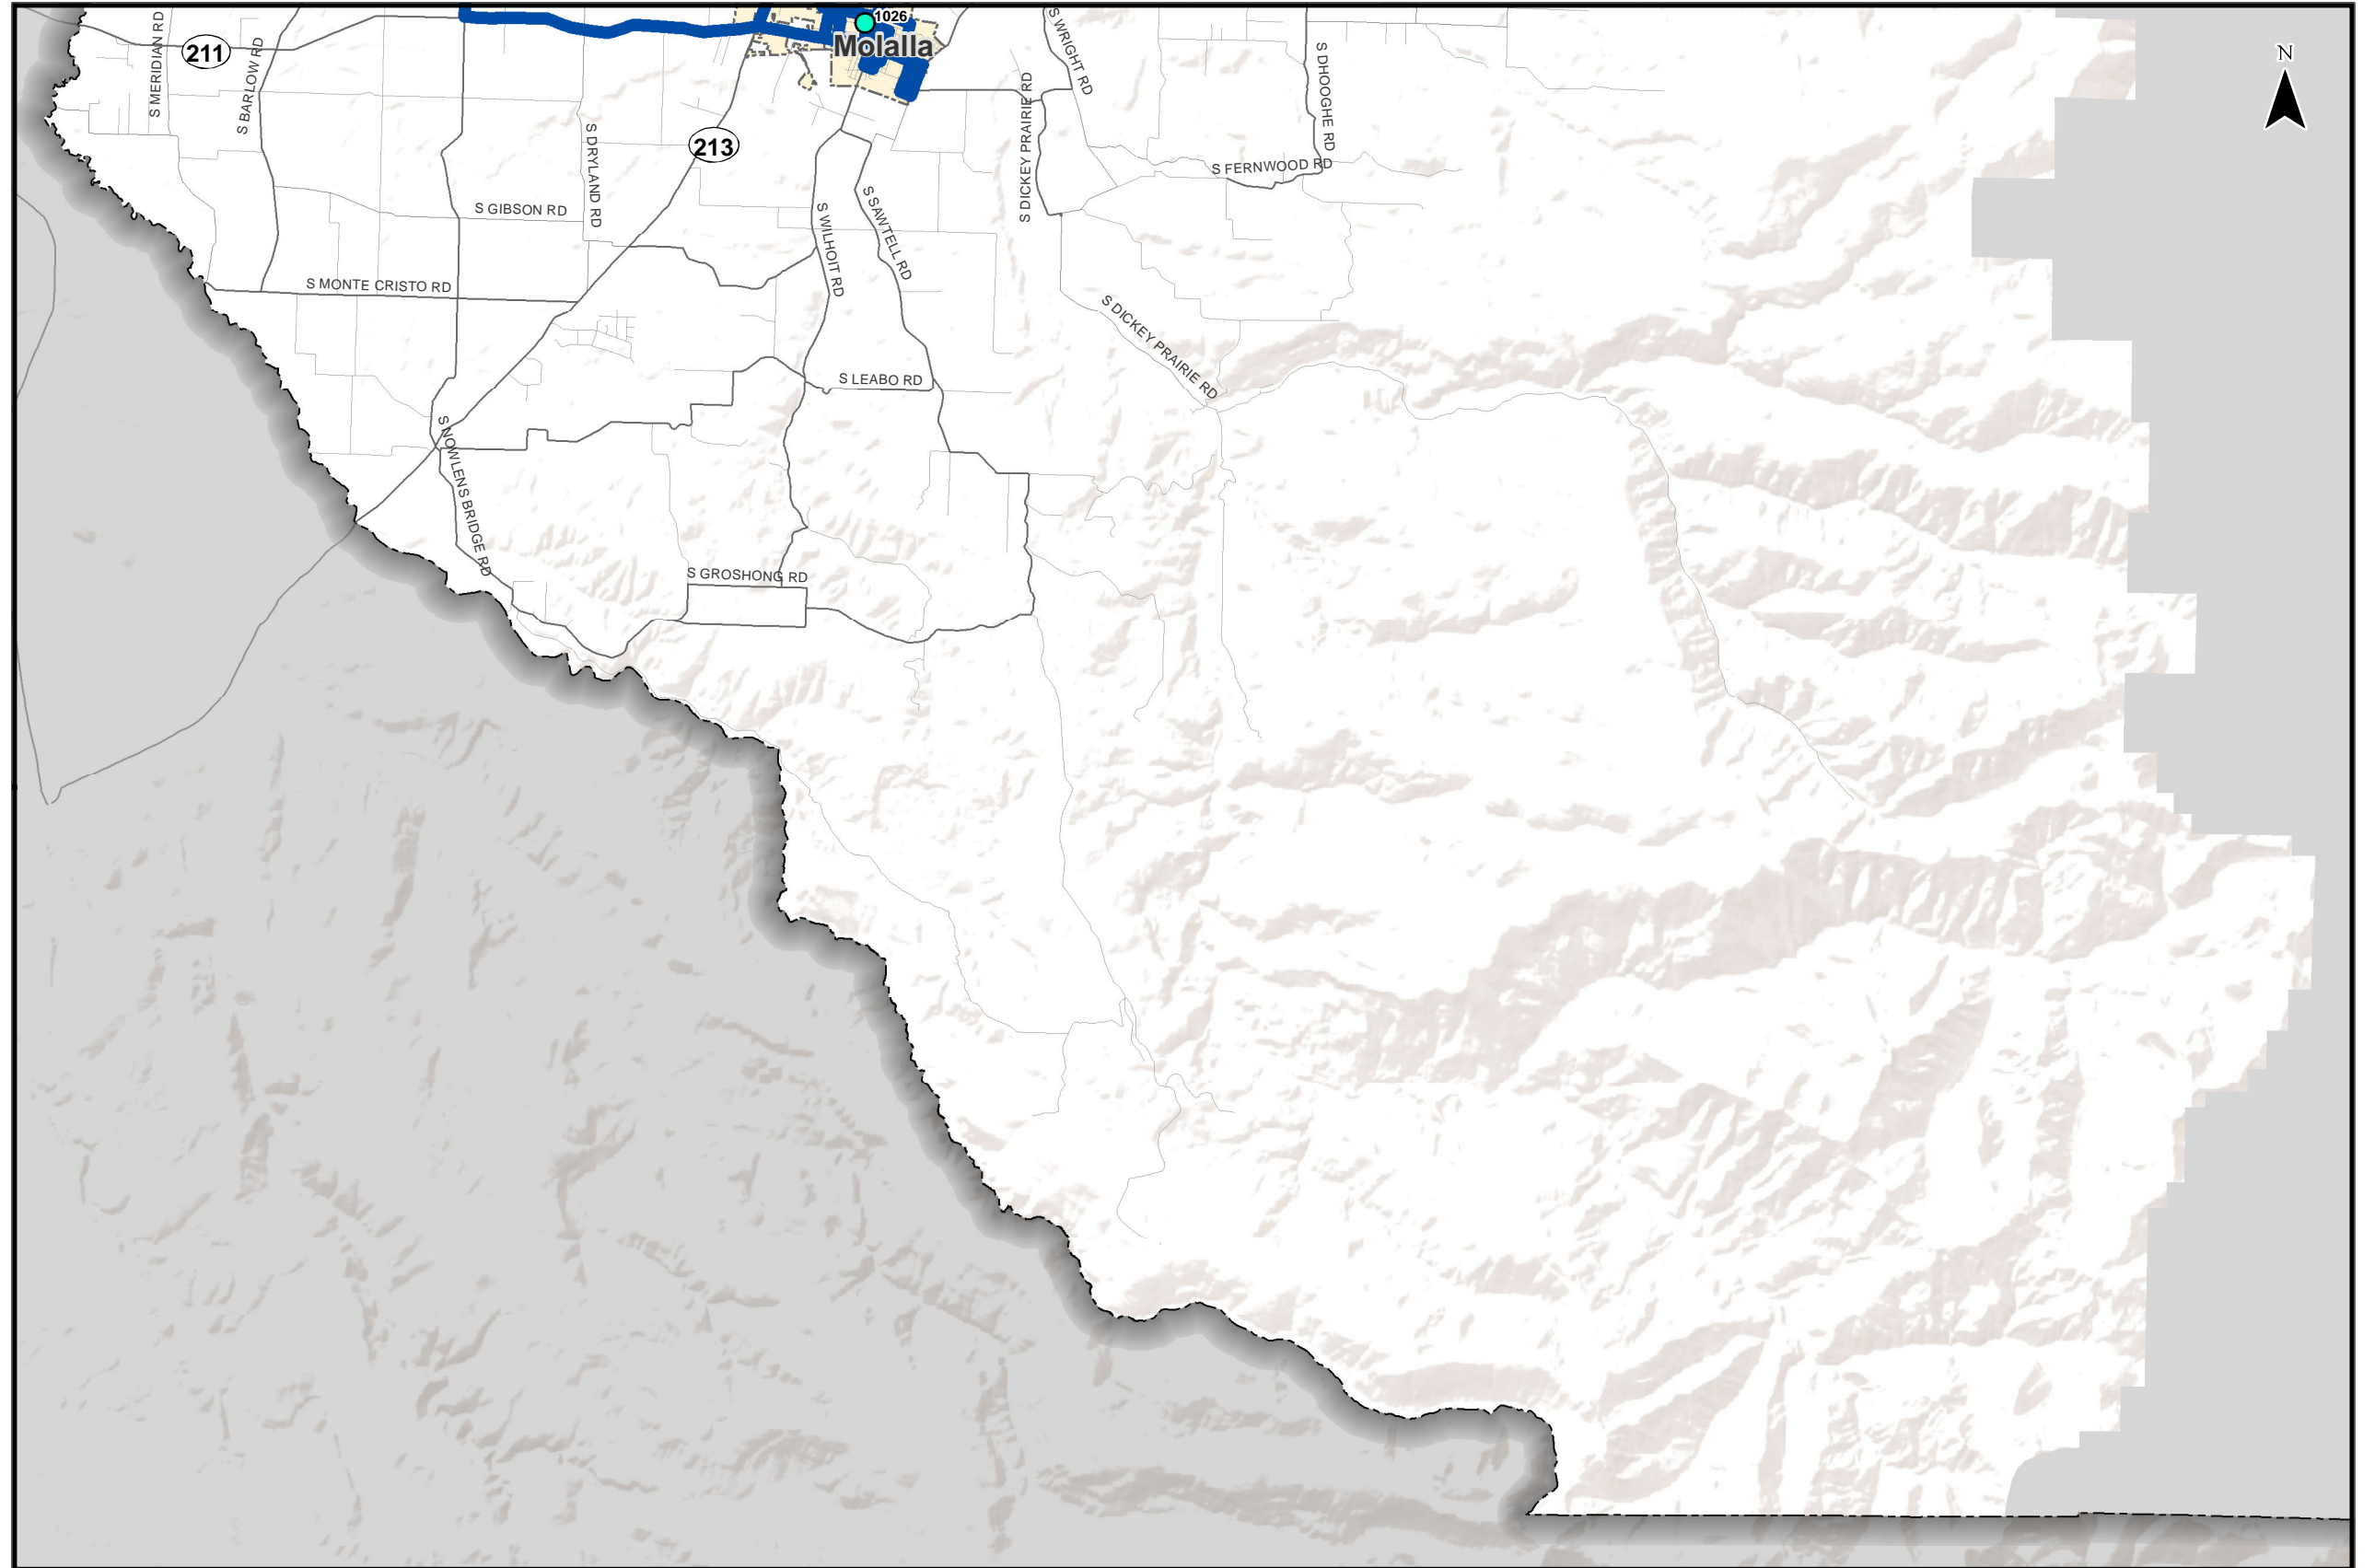 1026
Molalla
S MERIDIAN RD
211
S BARLOW RD
S WRIGHT RD
S DHOOGHE RD
N
S DRYLAND RD
213
S DICKEY PRAIRIE RD
S FERNWOOD RD
S GIBSON RD
S WILHOIT RD
S SAWTELL RD
S MONTE CRISTO RD
S DICKEY PRAIRIE RD
S LEABO RD
S NOWLENS BRIDGE RD
S GROSHONG RD